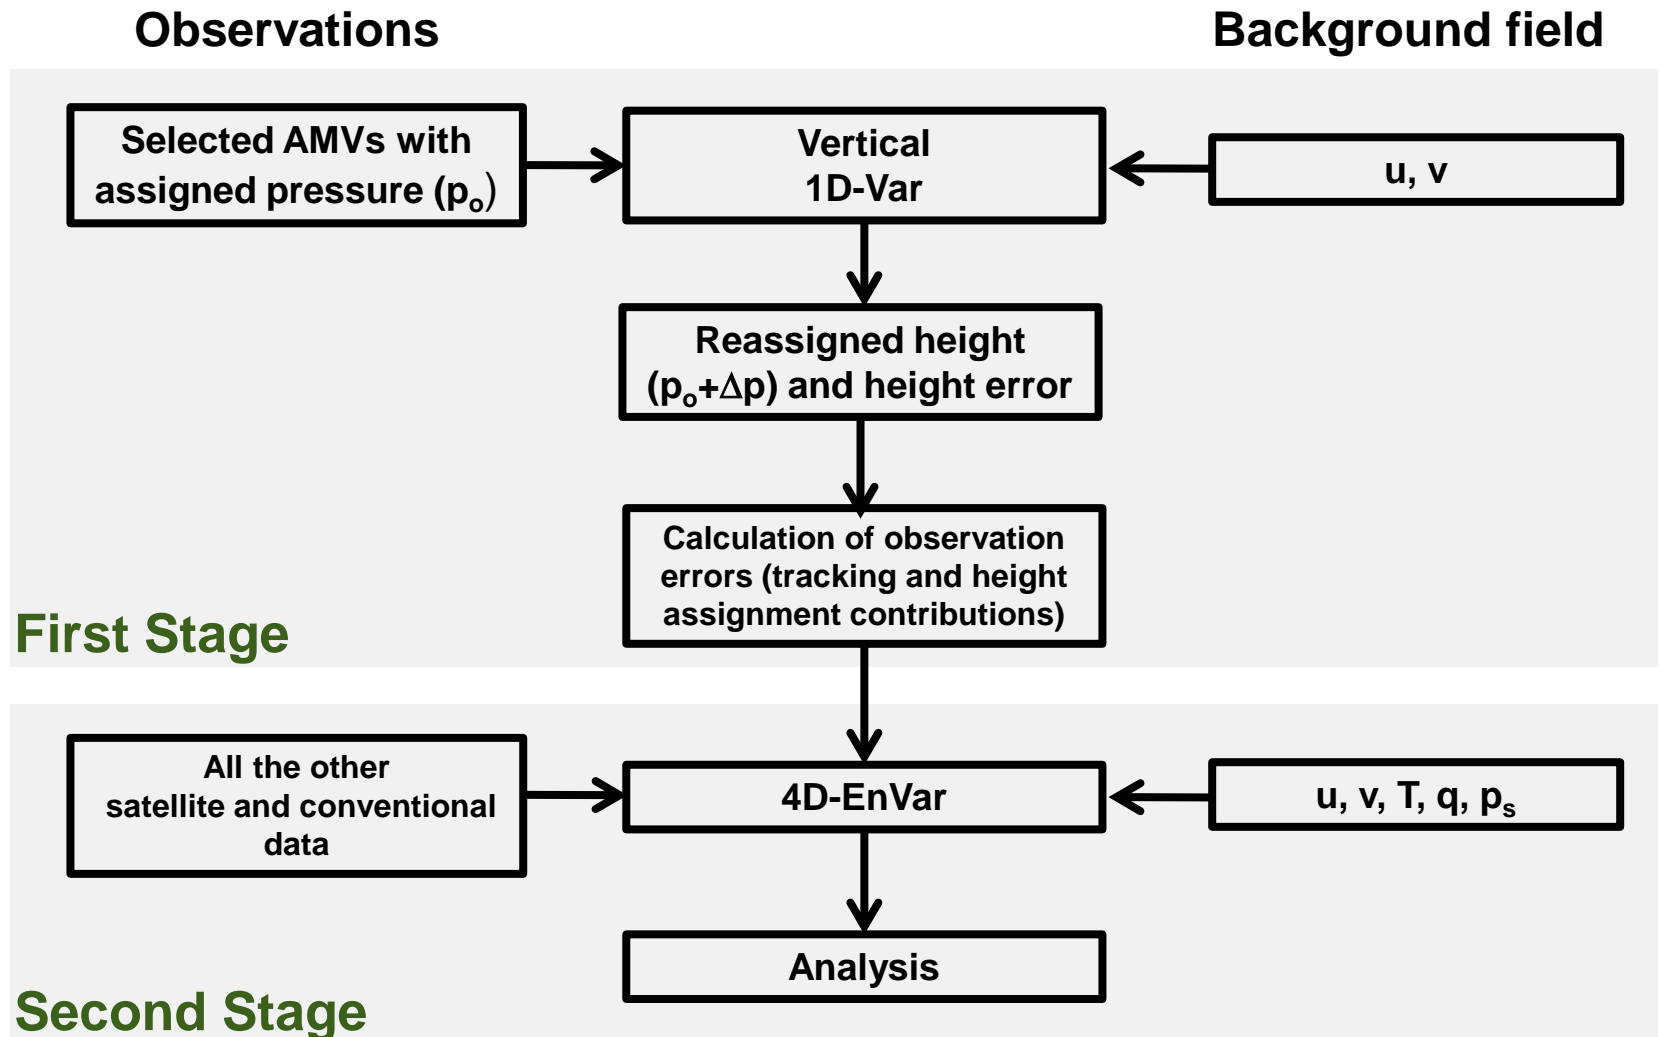 Observations
Background field
Selected AMVs with
assigned pressure (pₒ)
Vertical
1D-Var
u, v
Reassigned height
(pₒ+Δp) and height error
Calculation of observation
errors (tracking and height
assignment contributions)
First Stage
All the other
satellite and conventional
data
4D-EnVar
u, v, T, q, pₛ
Analysis
Second Stage